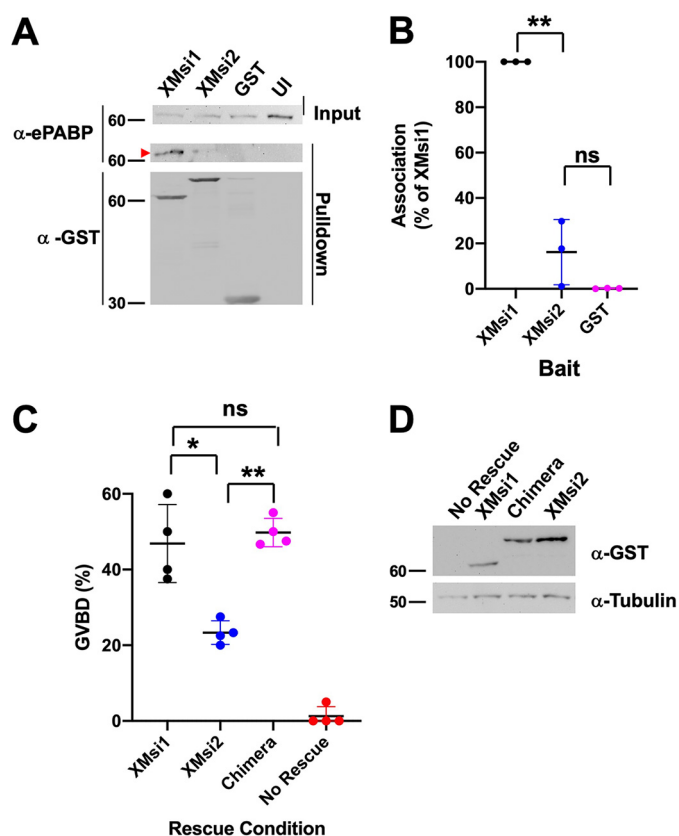 A
XMsi1 XMsi2 GST UI
α-ePABP
60
Input
60
α -GST
60
30
Pulldown
B
**
ns
Association
(% of XMsi1)
100
80
60
40
20
0
XMsi1 XMsi2 GST
Bait
C
ns
*
**
GVBD (%)
60
40
20
0
XMsi1 XMsi2 Chimera No Rescue
Rescue Condition
D
No Rescue XMsi1 Chimera XMsi2
60
α-GST
50
α-Tubulin